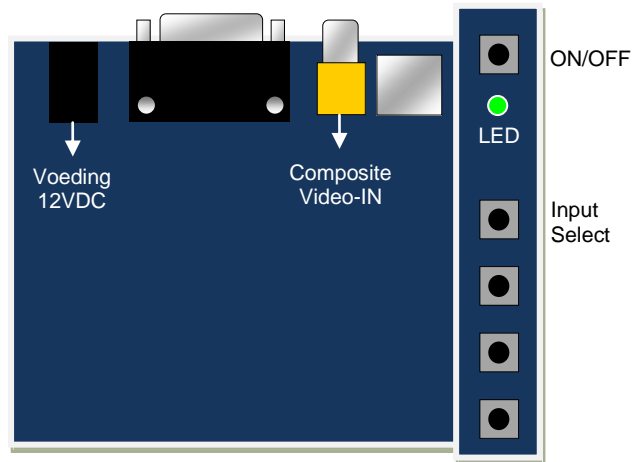 ON/OFF
LED
Voeding
12VDC
Composite
Video-IN
Input
Select